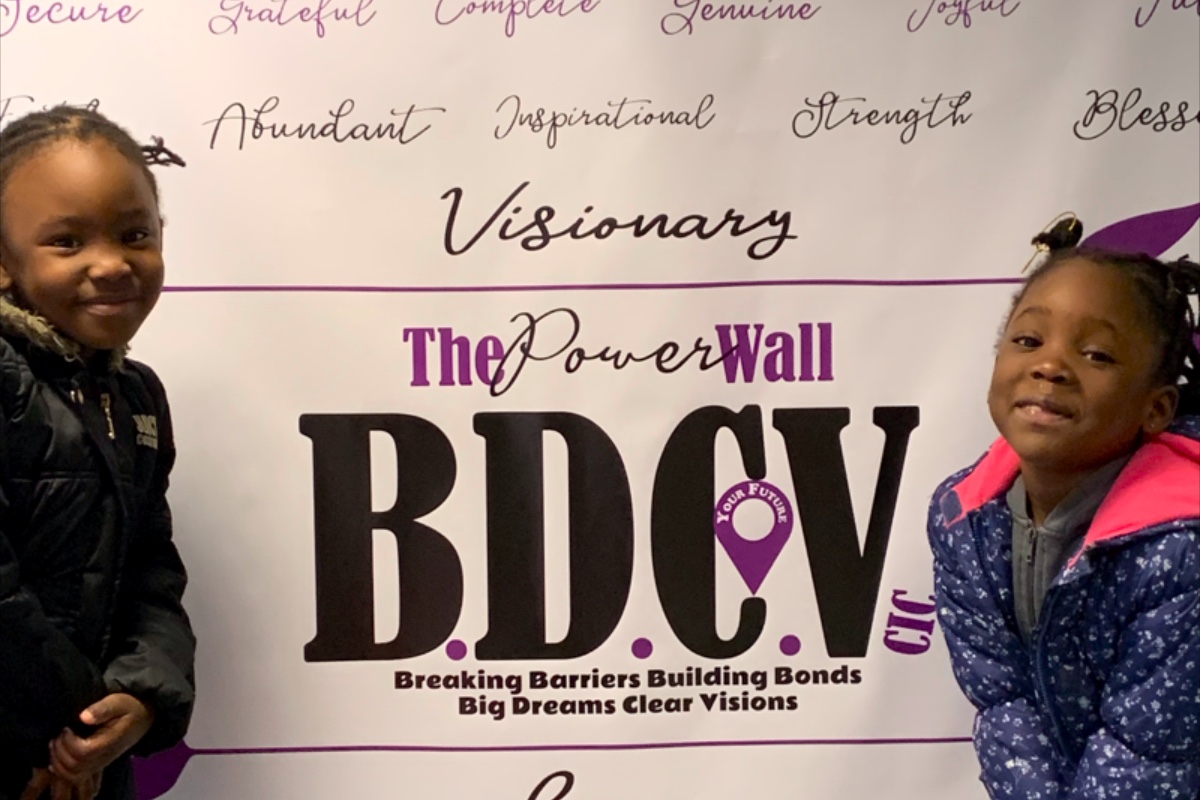 Secure Grateful Complete Genuine Joyful
Abundant Inspirational Strength
Visionary
The Power Wall
B.D.C.V
YOUR FUTURE
CIC
Breaking Barriers Building Bonds
Big Dreams Clear Visions